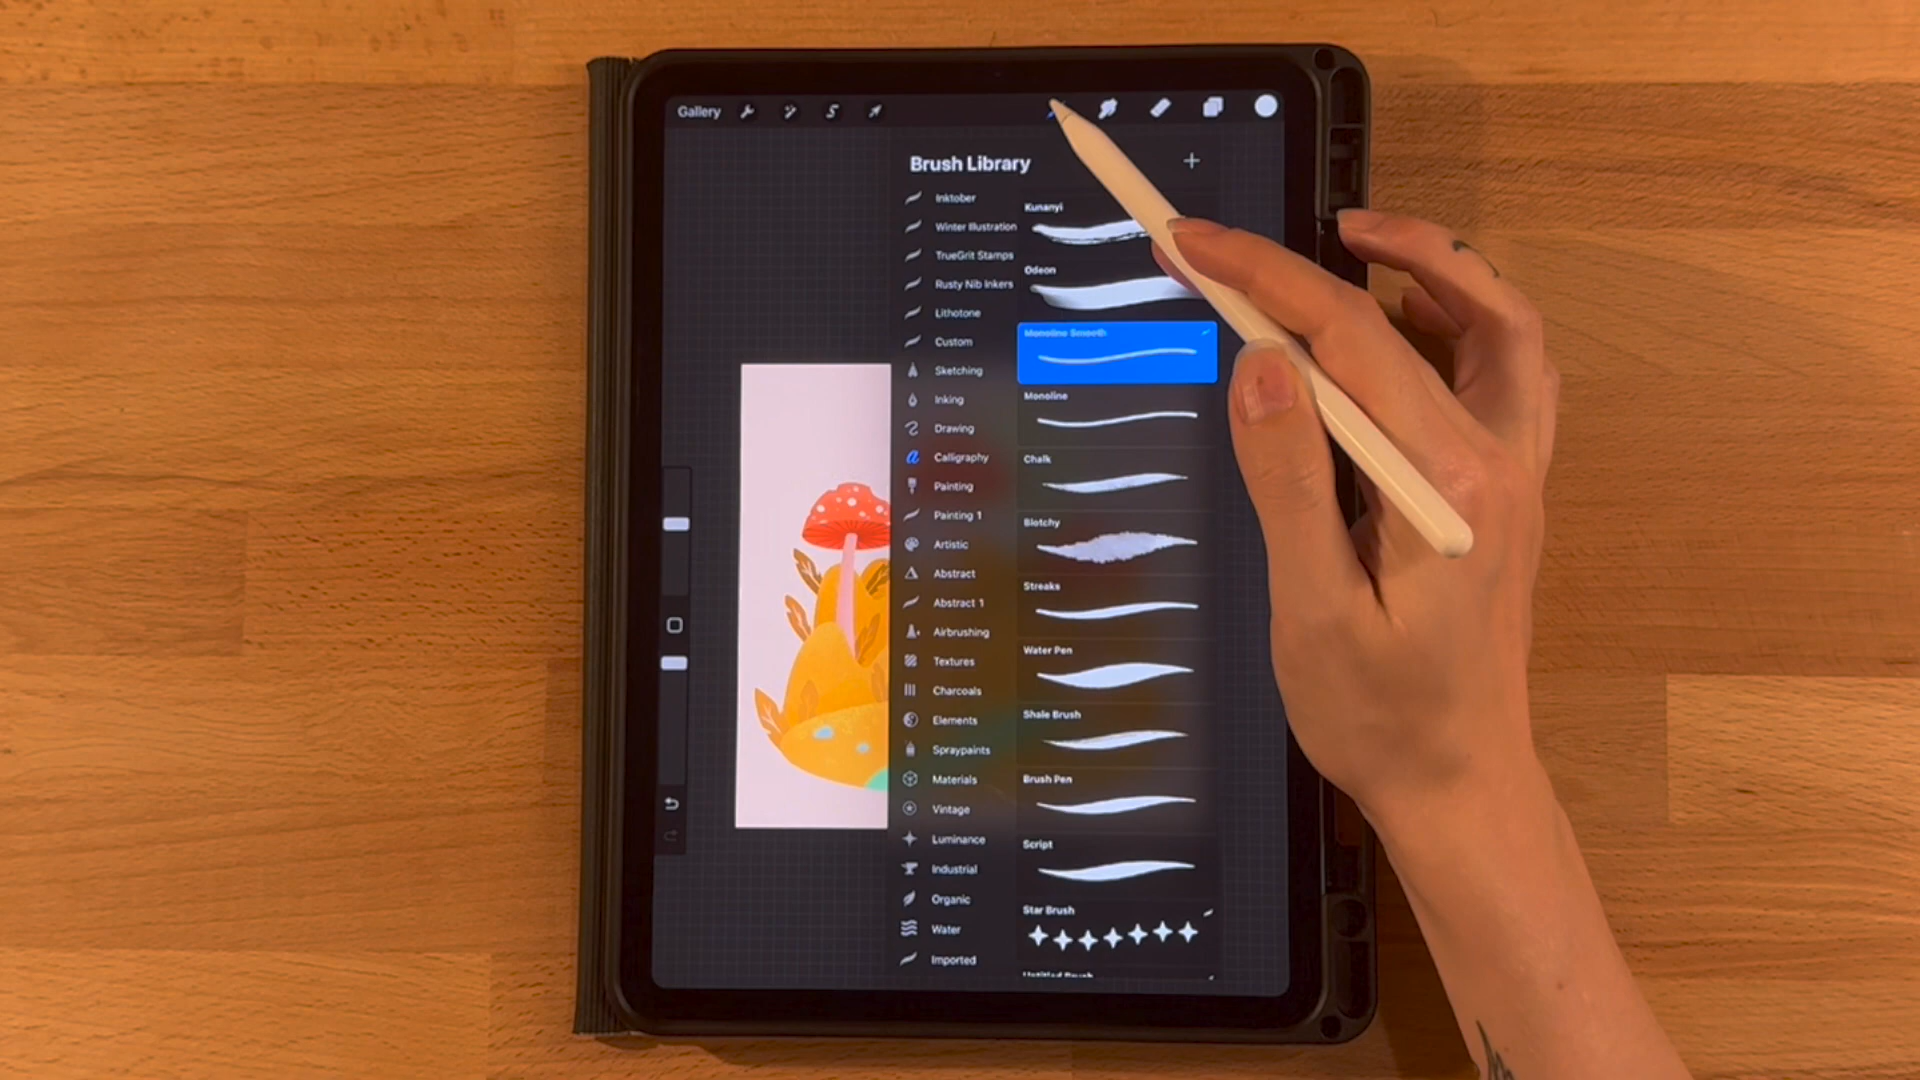 Gallery
Brush Library
Inktober
Winter Illustration
TrueGrit Stamps
Rusty Nib Inkers
Lithotone
Custom
Sketching
Inking
Drawing
Calligraphy
Painting
Painting 1
Artistic
Abstract
Abstract 1
Airbrushing
Textures
Charcoals
Elements
Spraypaints
Materials
Vintage
Luminance
Industrial
Organic
Water
Imported
Kunanyi
Odeon
Monoline Smooth
Monoline
Chalk
Blotchy
Streaks
Water Pen
Shale Brush
Brush Pen
Script
Star Brush
Untitled Brush